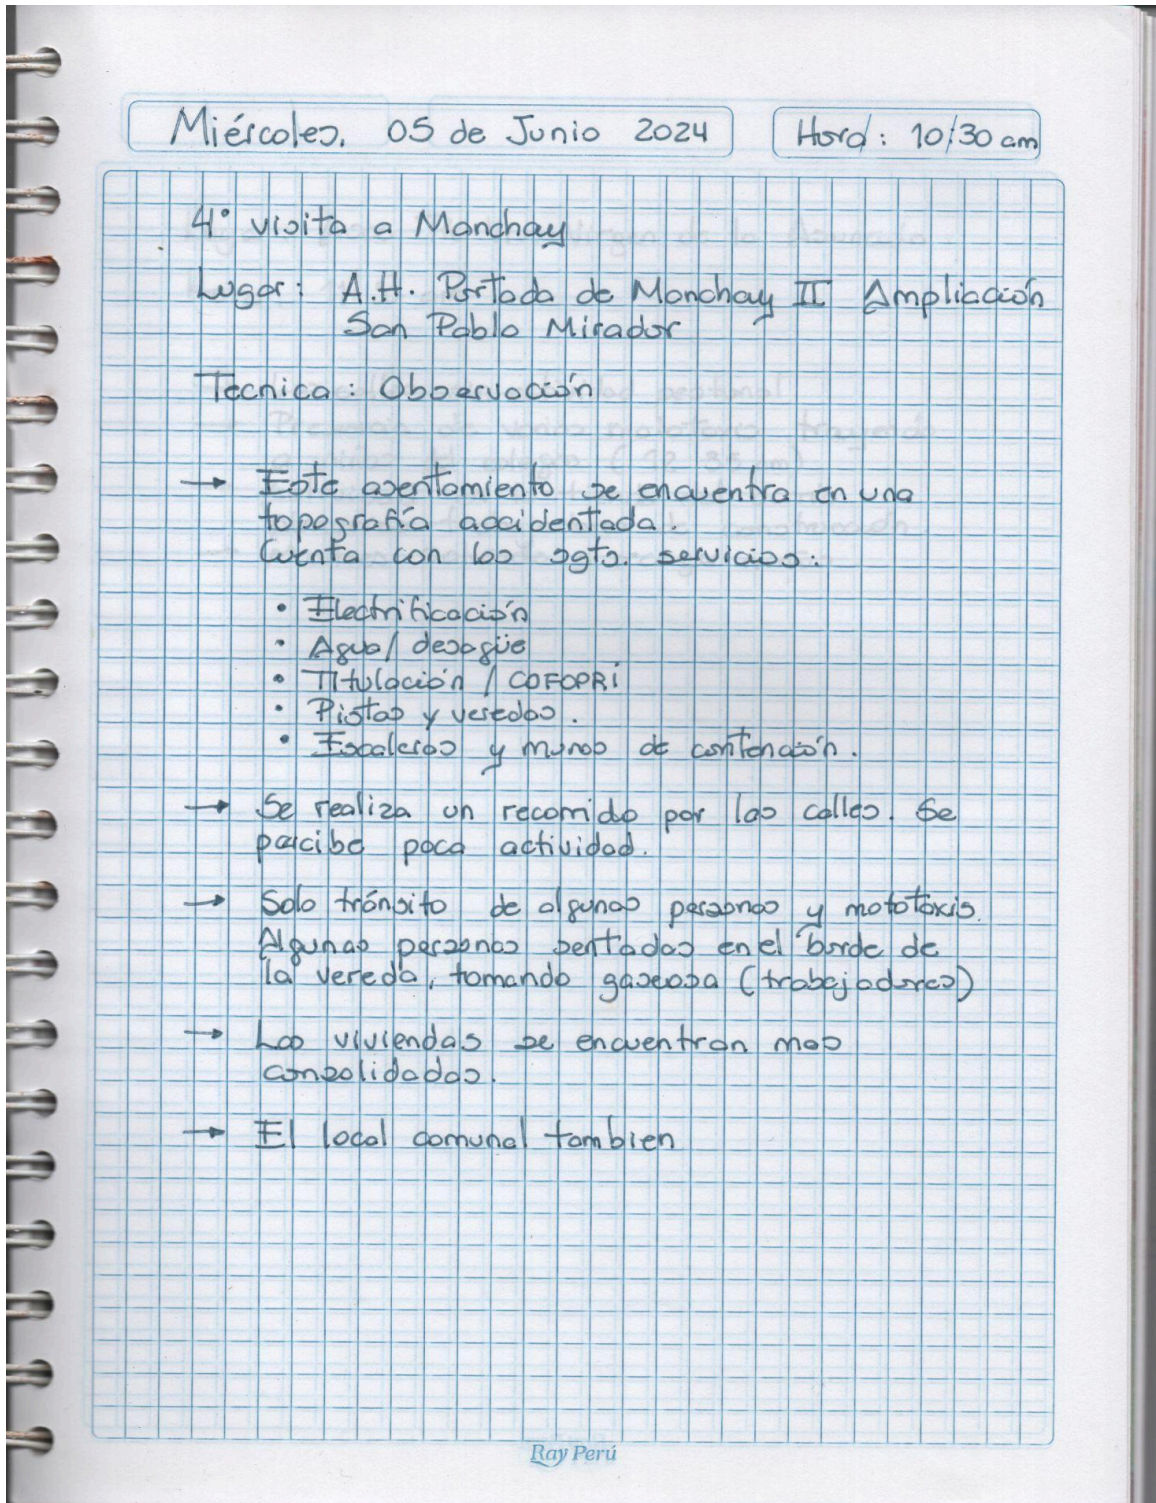 Miércoles, 05 de Junio 2024
Hora: 10:30 am
4° visita a Manchay
Lugar: A.H. Portada de Manchay II Ampliación
San Pablo Mirador
Tecnica: Observación
→ Este asentamiento se encuentra en una
topografía accidentada.
Cuenta con los sgts. servicios:
• Electrificación
• Agua/ desagüe
• Titulación / COFOPRI
• Pistas y veredas.
• Escaleras y muros de contención.
→ Se realiza un recorrido por las calles. Se
percibe poca actividad.
→ Solo tránsito de algunas personas y mototaxis.
Algunas personas sentadas en el borde de
la vereda, tomando gaseosa (trabajadores)
→ Las viviendas se encuentran mas
consolidadas.
→ El local comunal tambien
Ray Perú